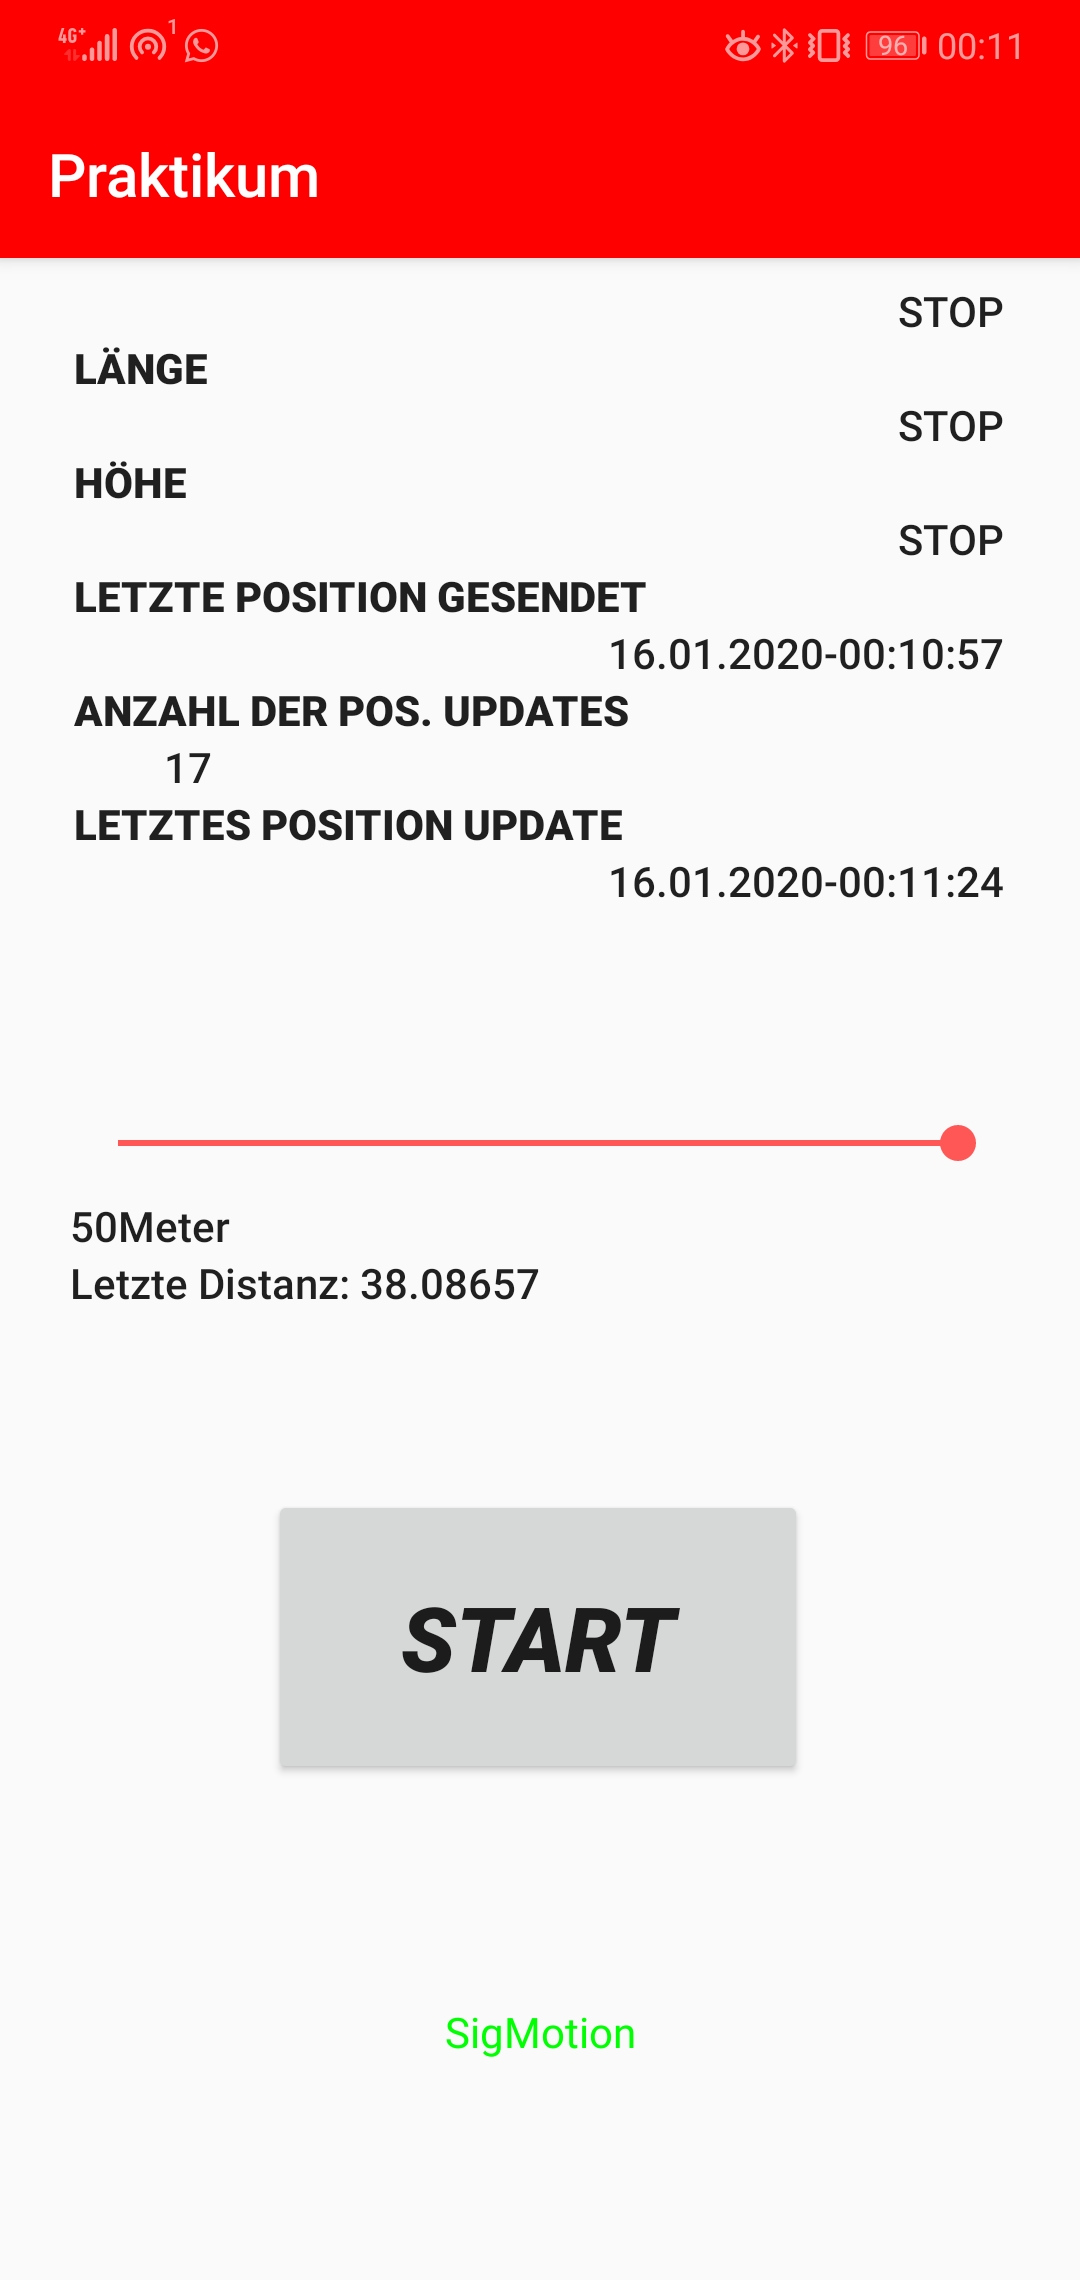 4G+ 1 96 00:11
Praktikum
STOP
LÄNGE
STOP
HÖHE
STOP
LETZTE POSITION GESENDET
16.01.2020-00:10:57
ANZAHL DER POS. UPDATES
17
LETZTES POSITION UPDATE
16.01.2020-00:11:24
50Meter
Letzte Distanz: 38.08657
START
SigMotion